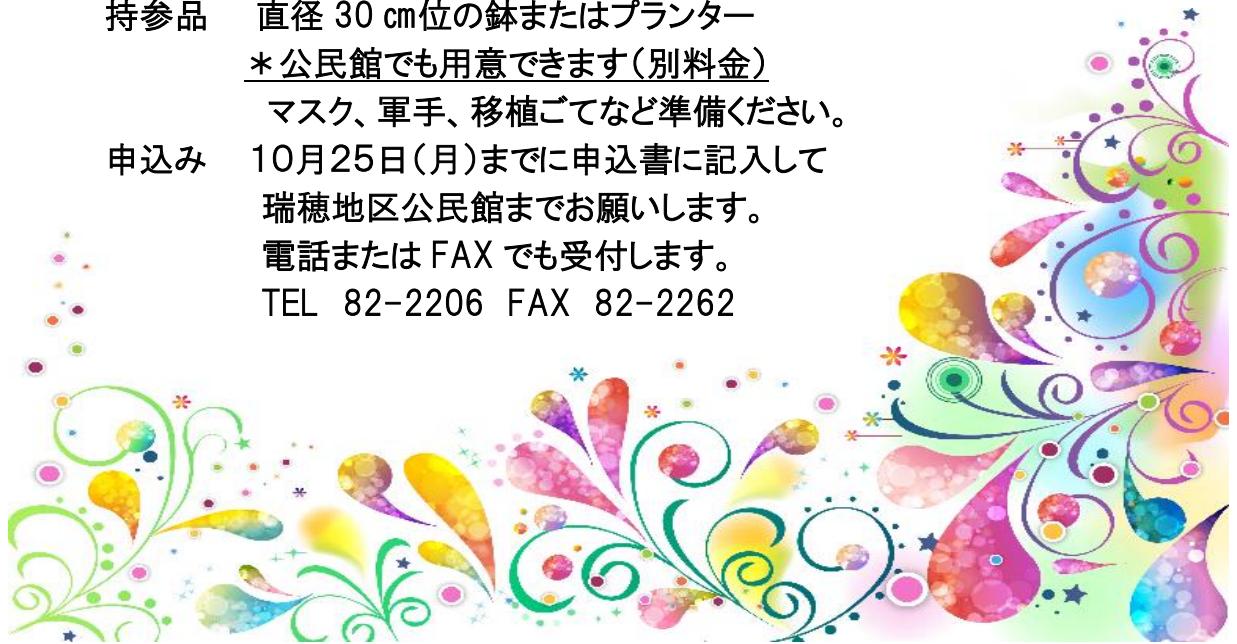 持参品　直径 30 ㎝位の鉢またはプランター
＊公民館でも用意できます（別料金）
マスク、軍手、移植ごてなど準備ください。
申込み　１０月２５日（月）までに申込書に記入して
瑞穂地区公民館までお願いします。
電話または FAX でも受付します。
TEL　82-2206　FAX　82-2262